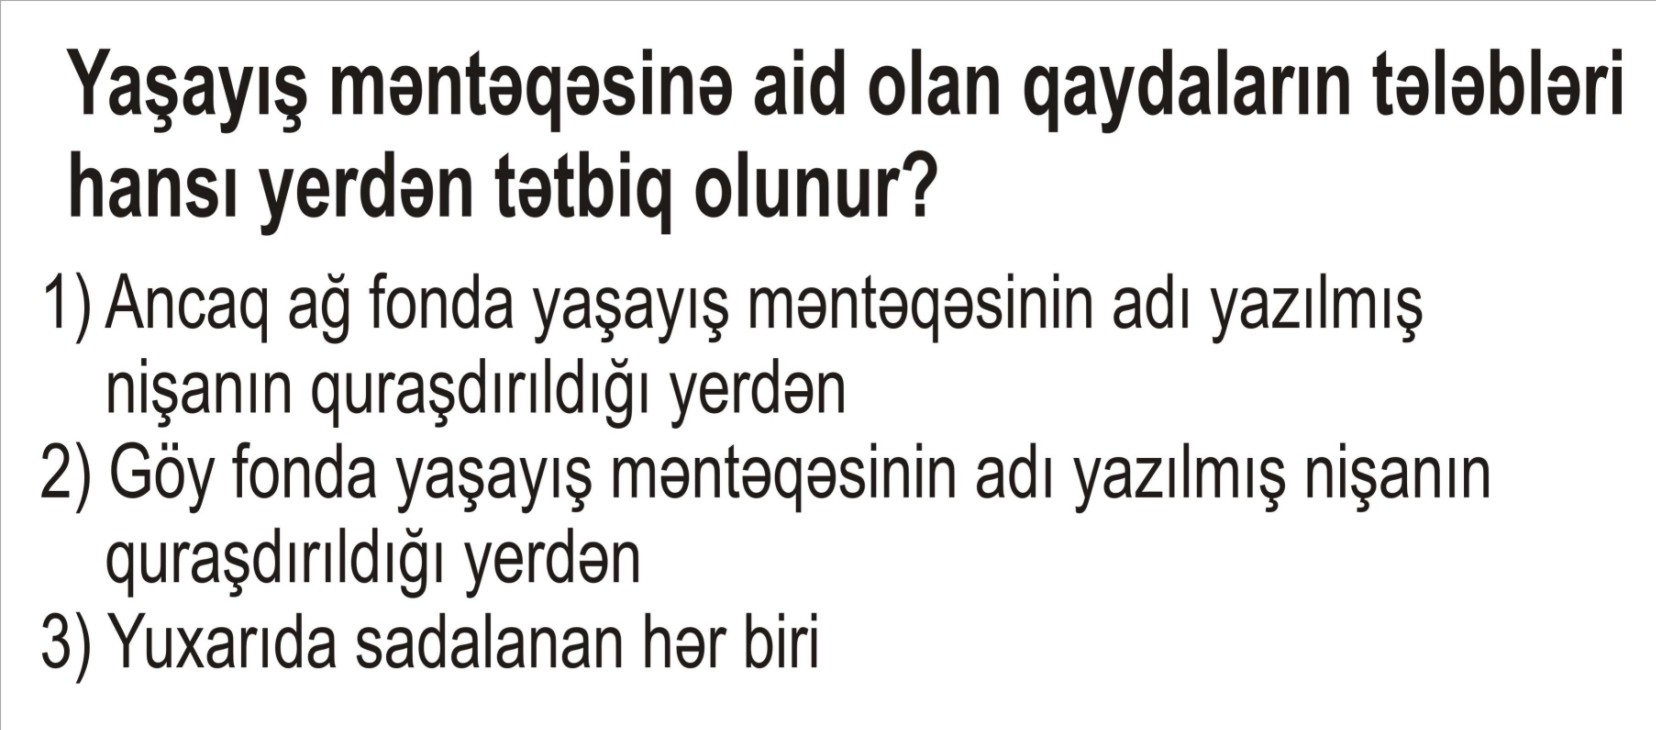 Yaşayış məntəqəsinə aid olan qaydaların tələbləri
hansı yerdən tətbiq olunur?
1) Ancaq ağ fonda yaşayış məntəqəsinin adı yazılmış
nişanın quraşdırıldığı yerdən
2) Göy fonda yaşayış məntəqəsinin adı yazılmış nişanın
quraşdırıldığı yerdən
3) Yuxarıda sadalanan hər biri